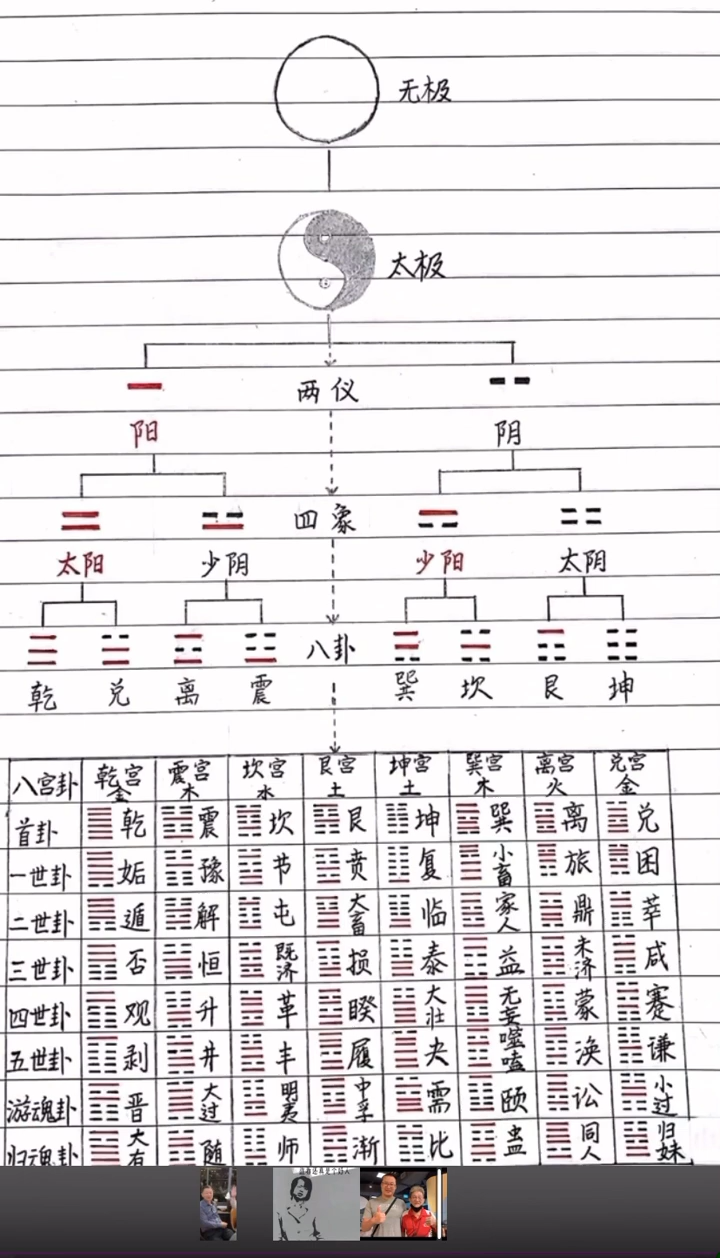 无极
太极
两仪
阳 阴
四象
太阳 少阴 少阳 太阴
八卦
乾 兑 离 震 巽 坎 艮 坤
八宫卦 乾宫金 震宫木 坎宫水 艮宫土 坤宫土 巽宫木 离宫火 兑宫金
首卦 乾 震 坎 艮 坤 巽 离 兑
一世卦 姤 豫 节 贲 复 小畜 旅 困
二世卦 遁 解 屯 大畜 临 家人 鼎 萃
三世卦 否 恒 既济 损 泰 益 未济 咸
四世卦 观 升 革 睽 大壮 无妄 蒙 蹇
五世卦 剥 井 丰 履 夬 噬嗑 涣 谦
游魂卦 晋 大过 明夷 中孚 需 颐 讼 小过
归魂卦 大有 随 师 渐 比 蛊 同人 归妹